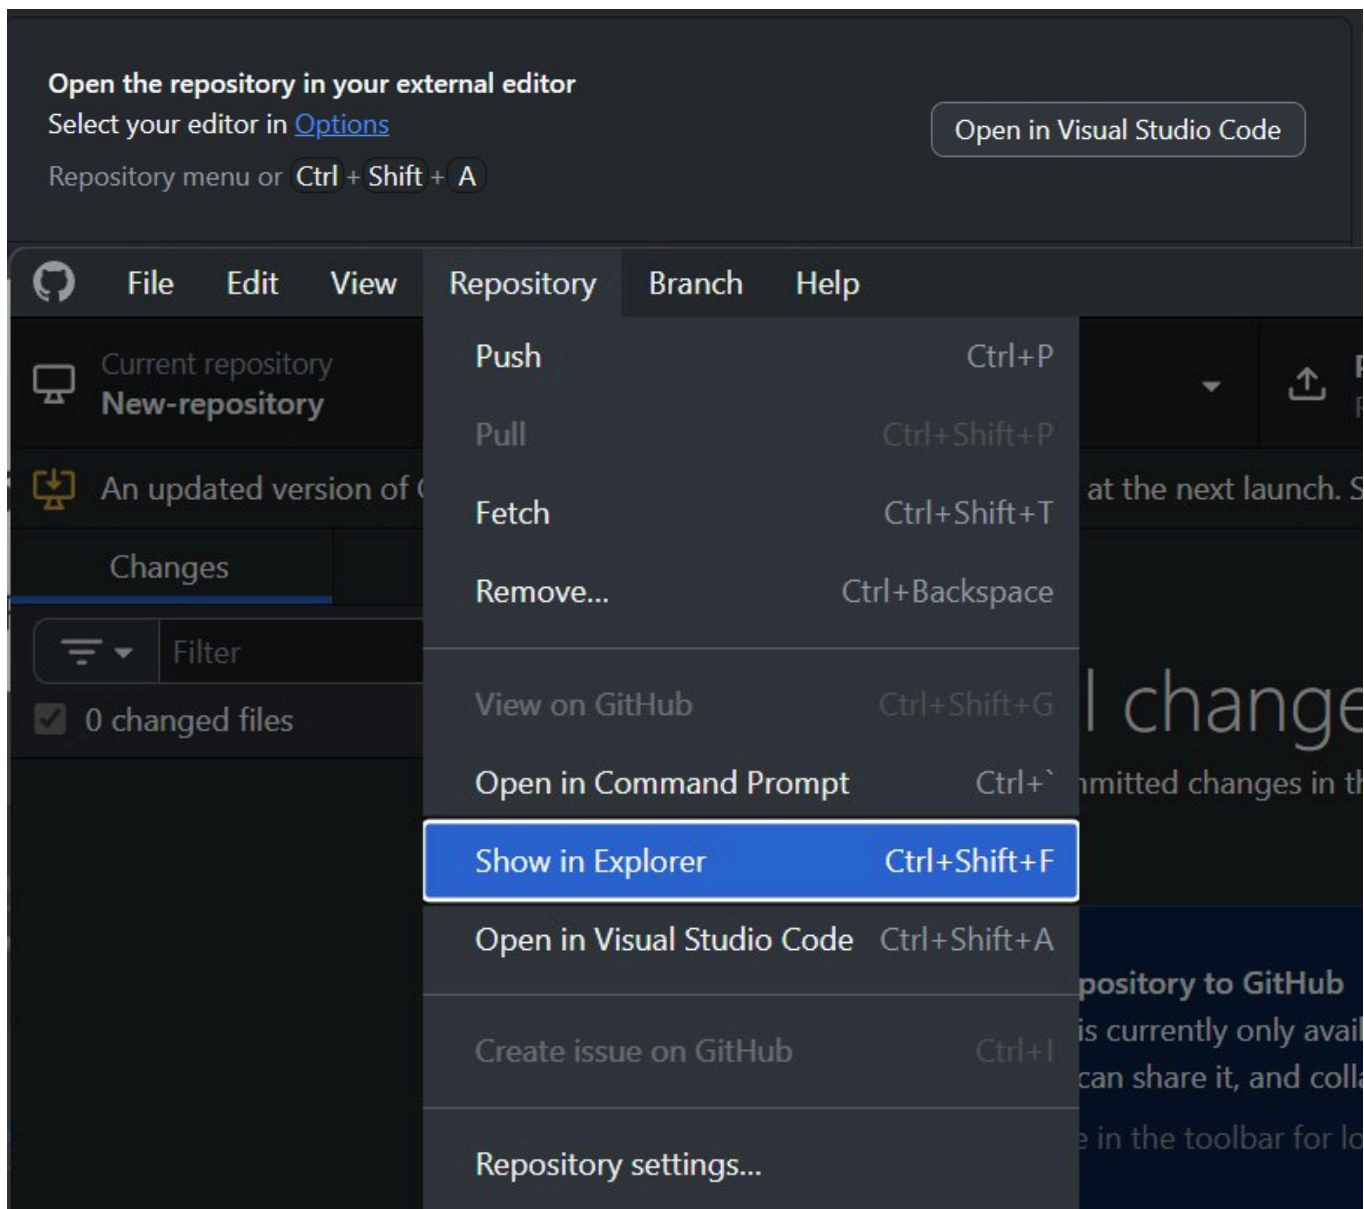 Open the repository in your external editor
Select your editor in Options
Open in Visual Studio Code
Repository menu or Ctrl + Shift + A
File Edit View Repository Branch Help
Current repository
New-repository
Push Ctrl+P
Pull Ctrl+Shift+P
An updated version of
at the next launch.
Fetch Ctrl+Shift+T
Changes
Remove... Ctrl+Backspace
Filter
0 changed files
View on GitHub Ctrl+Shift+G
change
Open in Command Prompt Ctrl+`
changes in
Show in Explorer Ctrl+Shift+F
Open in Visual Studio Code Ctrl+Shift+A
pository to GitHub
is currently only avail
Create issue on GitHub Ctrl+I
can share it, and colla
in the toolbar for lo
Repository settings...